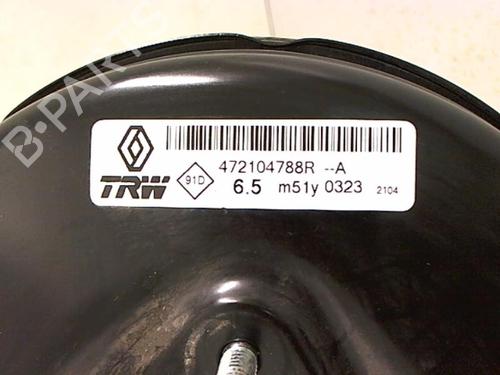 B-PARTS
TRW
91D
472104788R --A
6.5 m51y 0323 2104